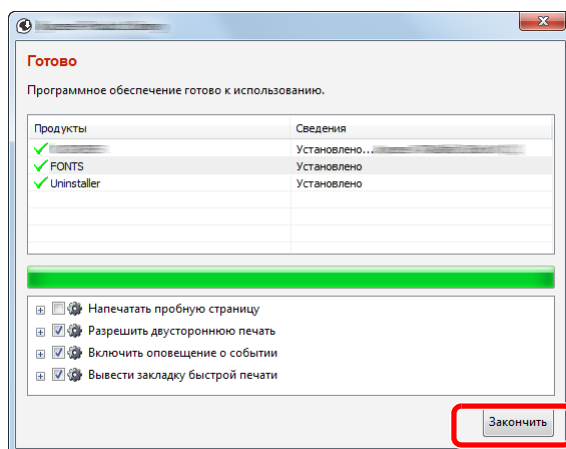 Готово
Программное обеспечение готово к использованию.
Продукты Сведения
Установлено...
FONTS Установлено
Uninstaller Установлено
Напечатать пробную страницу
Разрешить двустороннюю печать
Включить оповещение о событии
Вывести закладку быстрой печати
Закончить